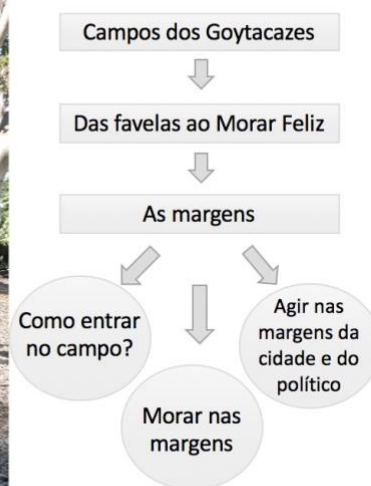 Campos dos Goytacazes
Das favelas ao Morar Feliz
As margens
Como entrar
no campo?
Morar nas
margens
Agir nas
margens da
cidade e do
político